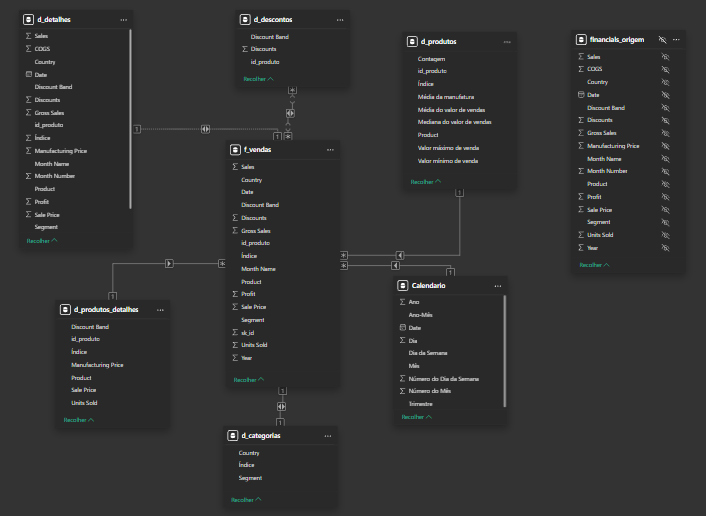 d_detalhes
Sales
COGS
Country
Date
Discount Band
Discounts
Gross Sales
id_produto
Índice
Manufacturing Price
Month Name
Month Number
Product
Profit
Sale Price
Segment
Recolher
d_descontos
Discount Band
Discounts
id_produto
Recolher
d_produtos
Contagem
id_produto
Índice
Média da manufatura
Média do valor de vendas
Mediana do valor de vendas
Product
Valor máximo de venda
Valor mínimo de venda
Recolher
financials_origem
Sales
COGS
Country
Date
Discount Band
Discounts
Gross Sales
Manufacturing Price
Month Name
Month Number
Product
Profit
Sale Price
Segment
Units Sold
Year
Recolher
f_vendas
Sales
Country
Date
Discount Band
Discounts
Gross Sales
id_produto
Índice
Month Name
Product
Profit
Sale Price
Segment
sk_id
Units Sold
Year
Recolher
d_produtos_detalhes
Discount Band
id_produto
Índice
Manufacturing Price
Product
Sale Price
Units Sold
Recolher
Calendario
Ano
Ano-Mês
Date
Dia
Dia da Semana
Mês
Número do Dia da Semana
Número do Mês
Trimestre
Recolher
d_categorias
Country
Índice
Segment
Recolher
1
*
1
*
1
*
*
*
1
1
1
1